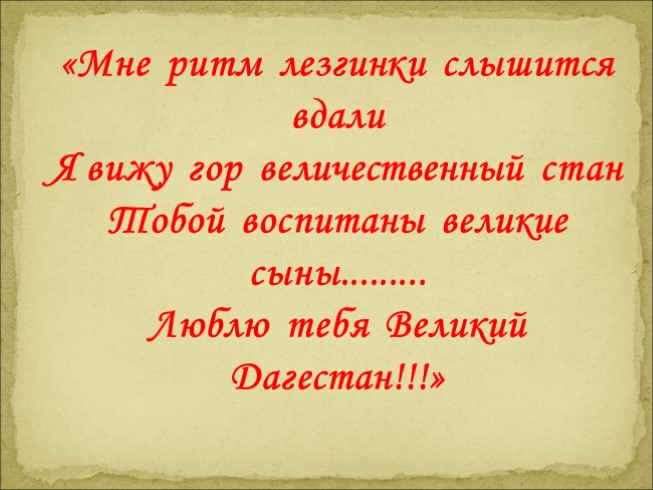 «Мне ритм лезгинки слышится
вдали
Я вижу гор величественный стан
Тобой воспитаны великие
сыны.........
Люблю тебя Великий
Дагестан!!!»